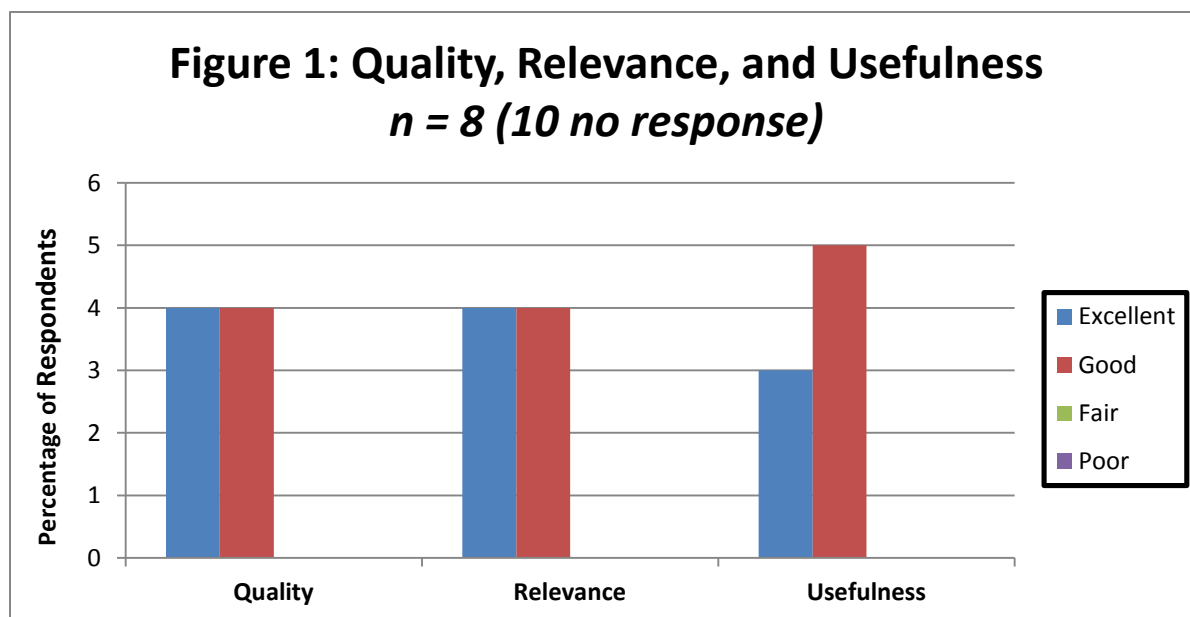 Figure 1: Quality, Relevance, and Usefulness
n = 8 (10 no response)
6
5
4
3
2
1
0
Percentage of Respondents
Quality
Relevance
Usefulness
Excellent
Good
Fair
Poor